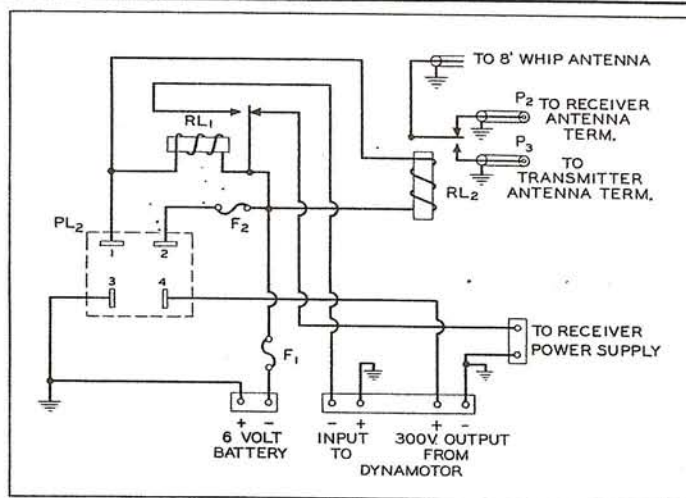 TO 8' WHIP ANTENNA
P2
TO RECEIVER
ANTENNA
TERM.
P3
TO
TRANSMITTER
ANTENNA TERM.
RL1
RL2
F2
PL2
1
2
3
4
F1
TO RECEIVER
POWER SUPPLY
+ −
6 VOLT
BATTERY
− +
INPUT
TO
+ −
300V. OUTPUT
FROM
DYNAMOTOR